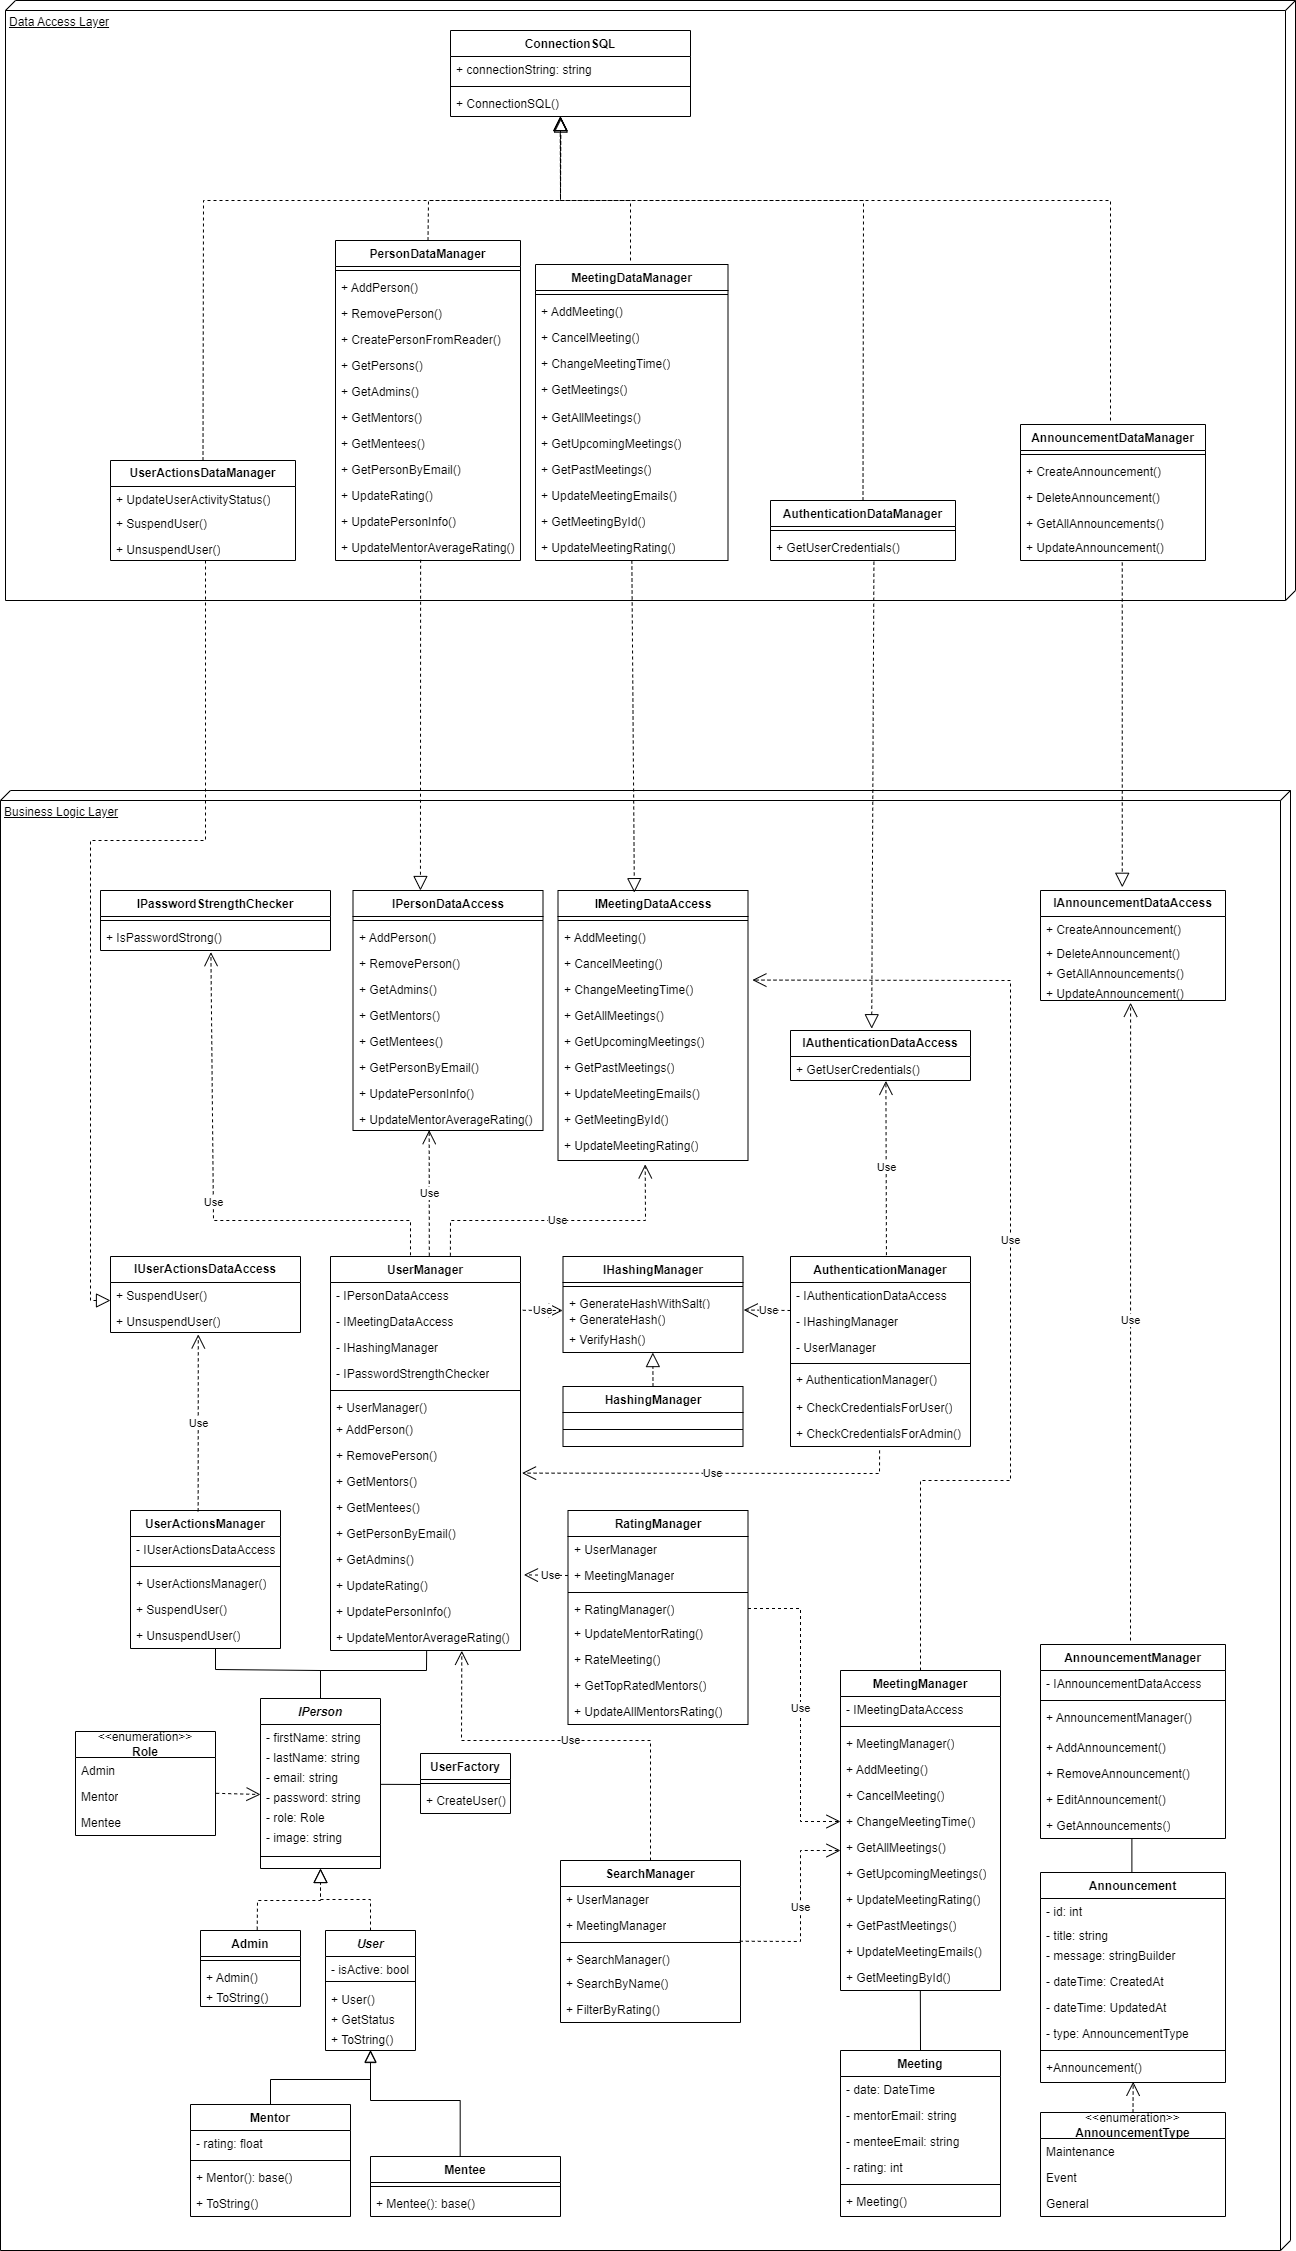 Data Access Layer
ConnectionSQL
+ connectionString: string
+ ConnectionSQL()
PersonDataManager
+ AddPerson()
+ RemovePerson()
+ CreatePersonFromReader()
+ GetPersons()
+ GetAdmins()
+ GetMentors()
+ GetMentees()
+ GetPersonByEmail()
+ UpdateRating()
+ UpdatePersonInfo()
+ UpdateMentorAverageRating()
MeetingDataManager
+ AddMeeting()
+ CancelMeeting()
+ ChangeMeetingTime()
+ GetMeetings()
+ GetAllMeetings()
+ GetUpcomingMeetings()
+ GetPastMeetings()
+ UpdateMeetingEmails()
+ GetMeetingById()
+ UpdateMeetingRating()
UserActionsDataManager
+ UpdateUserActivityStatus()
+ SuspendUser()
+ UnsuspendUser()
AuthenticationDataManager
+ GetUserCredentials()
AnnouncementDataManager
+ CreateAnnouncement()
+ DeleteAnnouncement()
+ GetAllAnnouncements()
+ UpdateAnnouncement()
Business Logic Layer
IPasswordStrengthChecker
+ IsPasswordStrong()
IPersonDataAccess
+ AddPerson()
+ RemovePerson()
+ GetAdmins()
+ GetMentors()
+ GetMentees()
+ GetPersonByEmail()
+ UpdatePersonInfo()
+ UpdateMentorAverageRating()
IMeetingDataAccess
+ AddMeeting()
+ CancelMeeting()
+ ChangeMeetingTime()
+ GetAllMeetings()
+ GetUpcomingMeetings()
+ GetPastMeetings()
+ UpdateMeetingEmails()
+ GetMeetingById()
+ UpdateMeetingRating()
IAnnouncementDataAccess
+ CreateAnnouncement()
+ DeleteAnnouncement()
+ GetAllAnnouncements()
+ UpdateAnnouncement()
IAuthenticationDataAccess
+ GetUserCredentials()
Use
Use
Use
Use
Use
IUserActionsDataAccess
+ SuspendUser()
+ UnsuspendUser()
UserManager
- IPersonDataAccess
- IMeetingDataAccess
- IHashingManager
- IPasswordStrengthChecker
+ UserManager()
+ AddPerson()
+ RemovePerson()
+ GetMentors()
+ GetMentees()
+ GetPersonByEmail()
+ GetAdmins()
+ UpdateRating()
+ UpdatePersonInfo()
+ UpdateMentorAverageRating()
Use
IHashingManager
+ GenerateHashWithSalt()
+ GenerateHash()
+ VerifyHash()
HashingManager
Use
AuthenticationManager
- IAuthenticationDataAccess
- IHashingManager
- UserManager
+ AuthenticationManager()
+ CheckCredentialsForUser()
+ CheckCredentialsForAdmin()
Use
Use
Use
UserActionsManager
- IUserActionsDataAccess
+ UserActionsManager()
+ SuspendUser()
+ UnsuspendUser()
Use
RatingManager
+ UserManager
+ MeetingManager
+ RatingManager()
+ UpdateMentorRating()
+ RateMeeting()
+ GetTopRatedMentors()
+ UpdateAllMentorsRating()
Use
Use
MeetingManager
- IMeetingDataAccess
+ MeetingManager()
+ AddMeeting()
+ CancelMeeting()
+ ChangeMeetingTime()
+ GetAllMeetings()
+ GetUpcomingMeetings()
+ UpdateMeetingRating()
+ GetPastMeetings()
+ UpdateMeetingEmails()
+ GetMeetingById()
AnnouncementManager
- IAnnouncementDataAccess
+ AnnouncementManager()
+ AddAnnouncement()
+ RemoveAnnouncement()
+ EditAnnouncement()
+ GetAnnouncements()
<<enumeration>>
Role
Admin
Mentor
Mentee
IPerson
- firstName: string
- lastName: string
- email: string
- password: string
- role: Role
- image: string
UserFactory
+ CreateUser()
SearchManager
+ UserManager
+ MeetingManager
+ SearchManager()
+ SearchByName()
+ FilterByRating()
Use
Announcement
- id: int
- title: string
- message: stringBuilder
- dateTime: CreatedAt
- dateTime: UpdatedAt
- type: AnnouncementType
+Announcement()
Admin
+ Admin()
+ ToString()
User
- isActive: bool
+ User()
+ GetStatus
+ ToString()
Meeting
- date: DateTime
- mentorEmail: string
- menteeEmail: string
- rating: int
+ Meeting()
<<enumeration>>
AnnouncementType
Maintenance
Event
General
Mentor
- rating: float
+ Mentor(): base()
+ ToString()
Mentee
+ Mentee(): base()